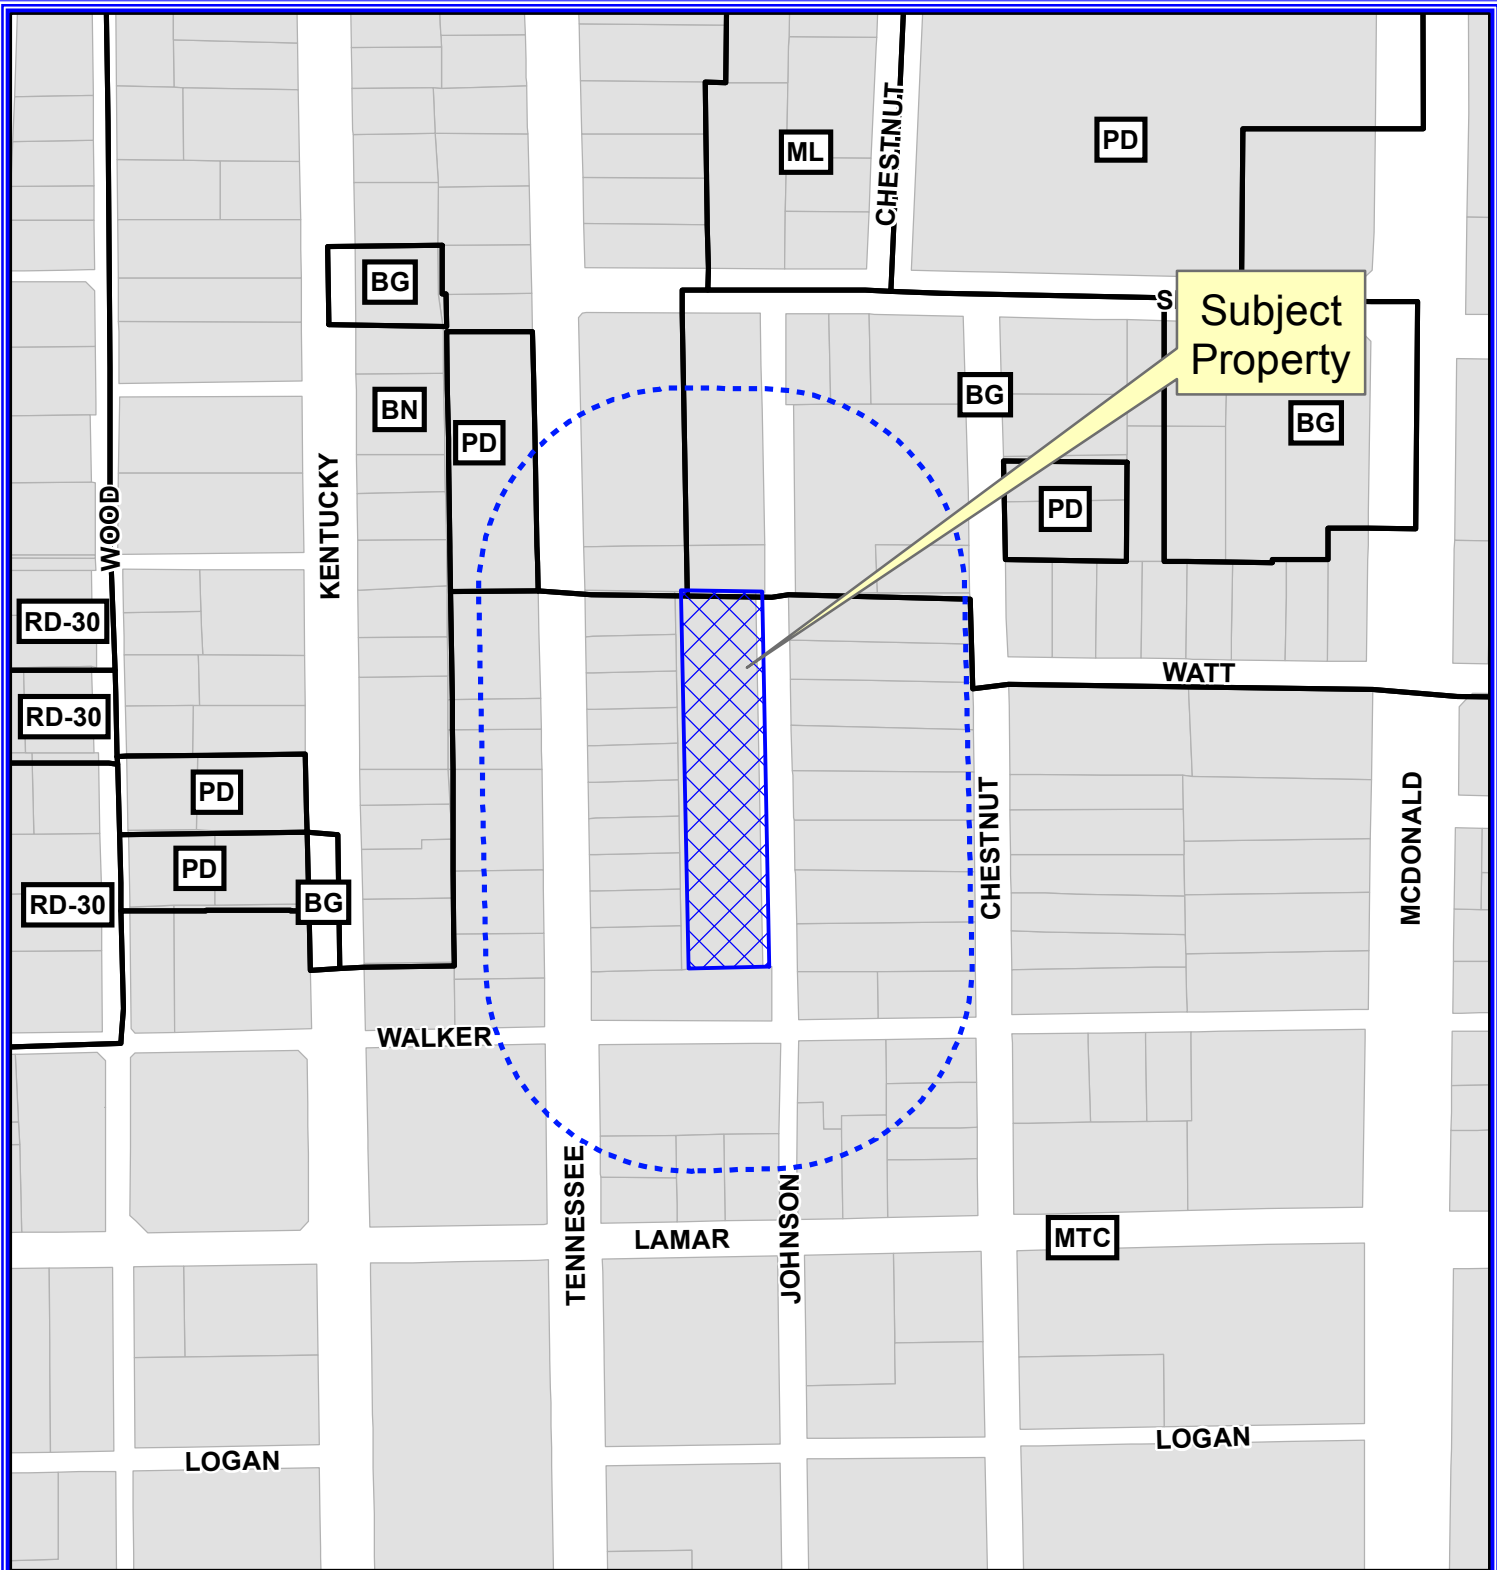 CHESTNUT
ML
PD
BG
S
Subject
Property
BN
BG
BG
PD
KENTUCKY
WOOD
PD
RD-30
WATT
RD-30
PD
CHESTNUT
MCDONALD
PD
BG
RD-30
WALKER
TENNESSEE
JOHNSON
LAMAR
MTC
LOGAN
LOGAN